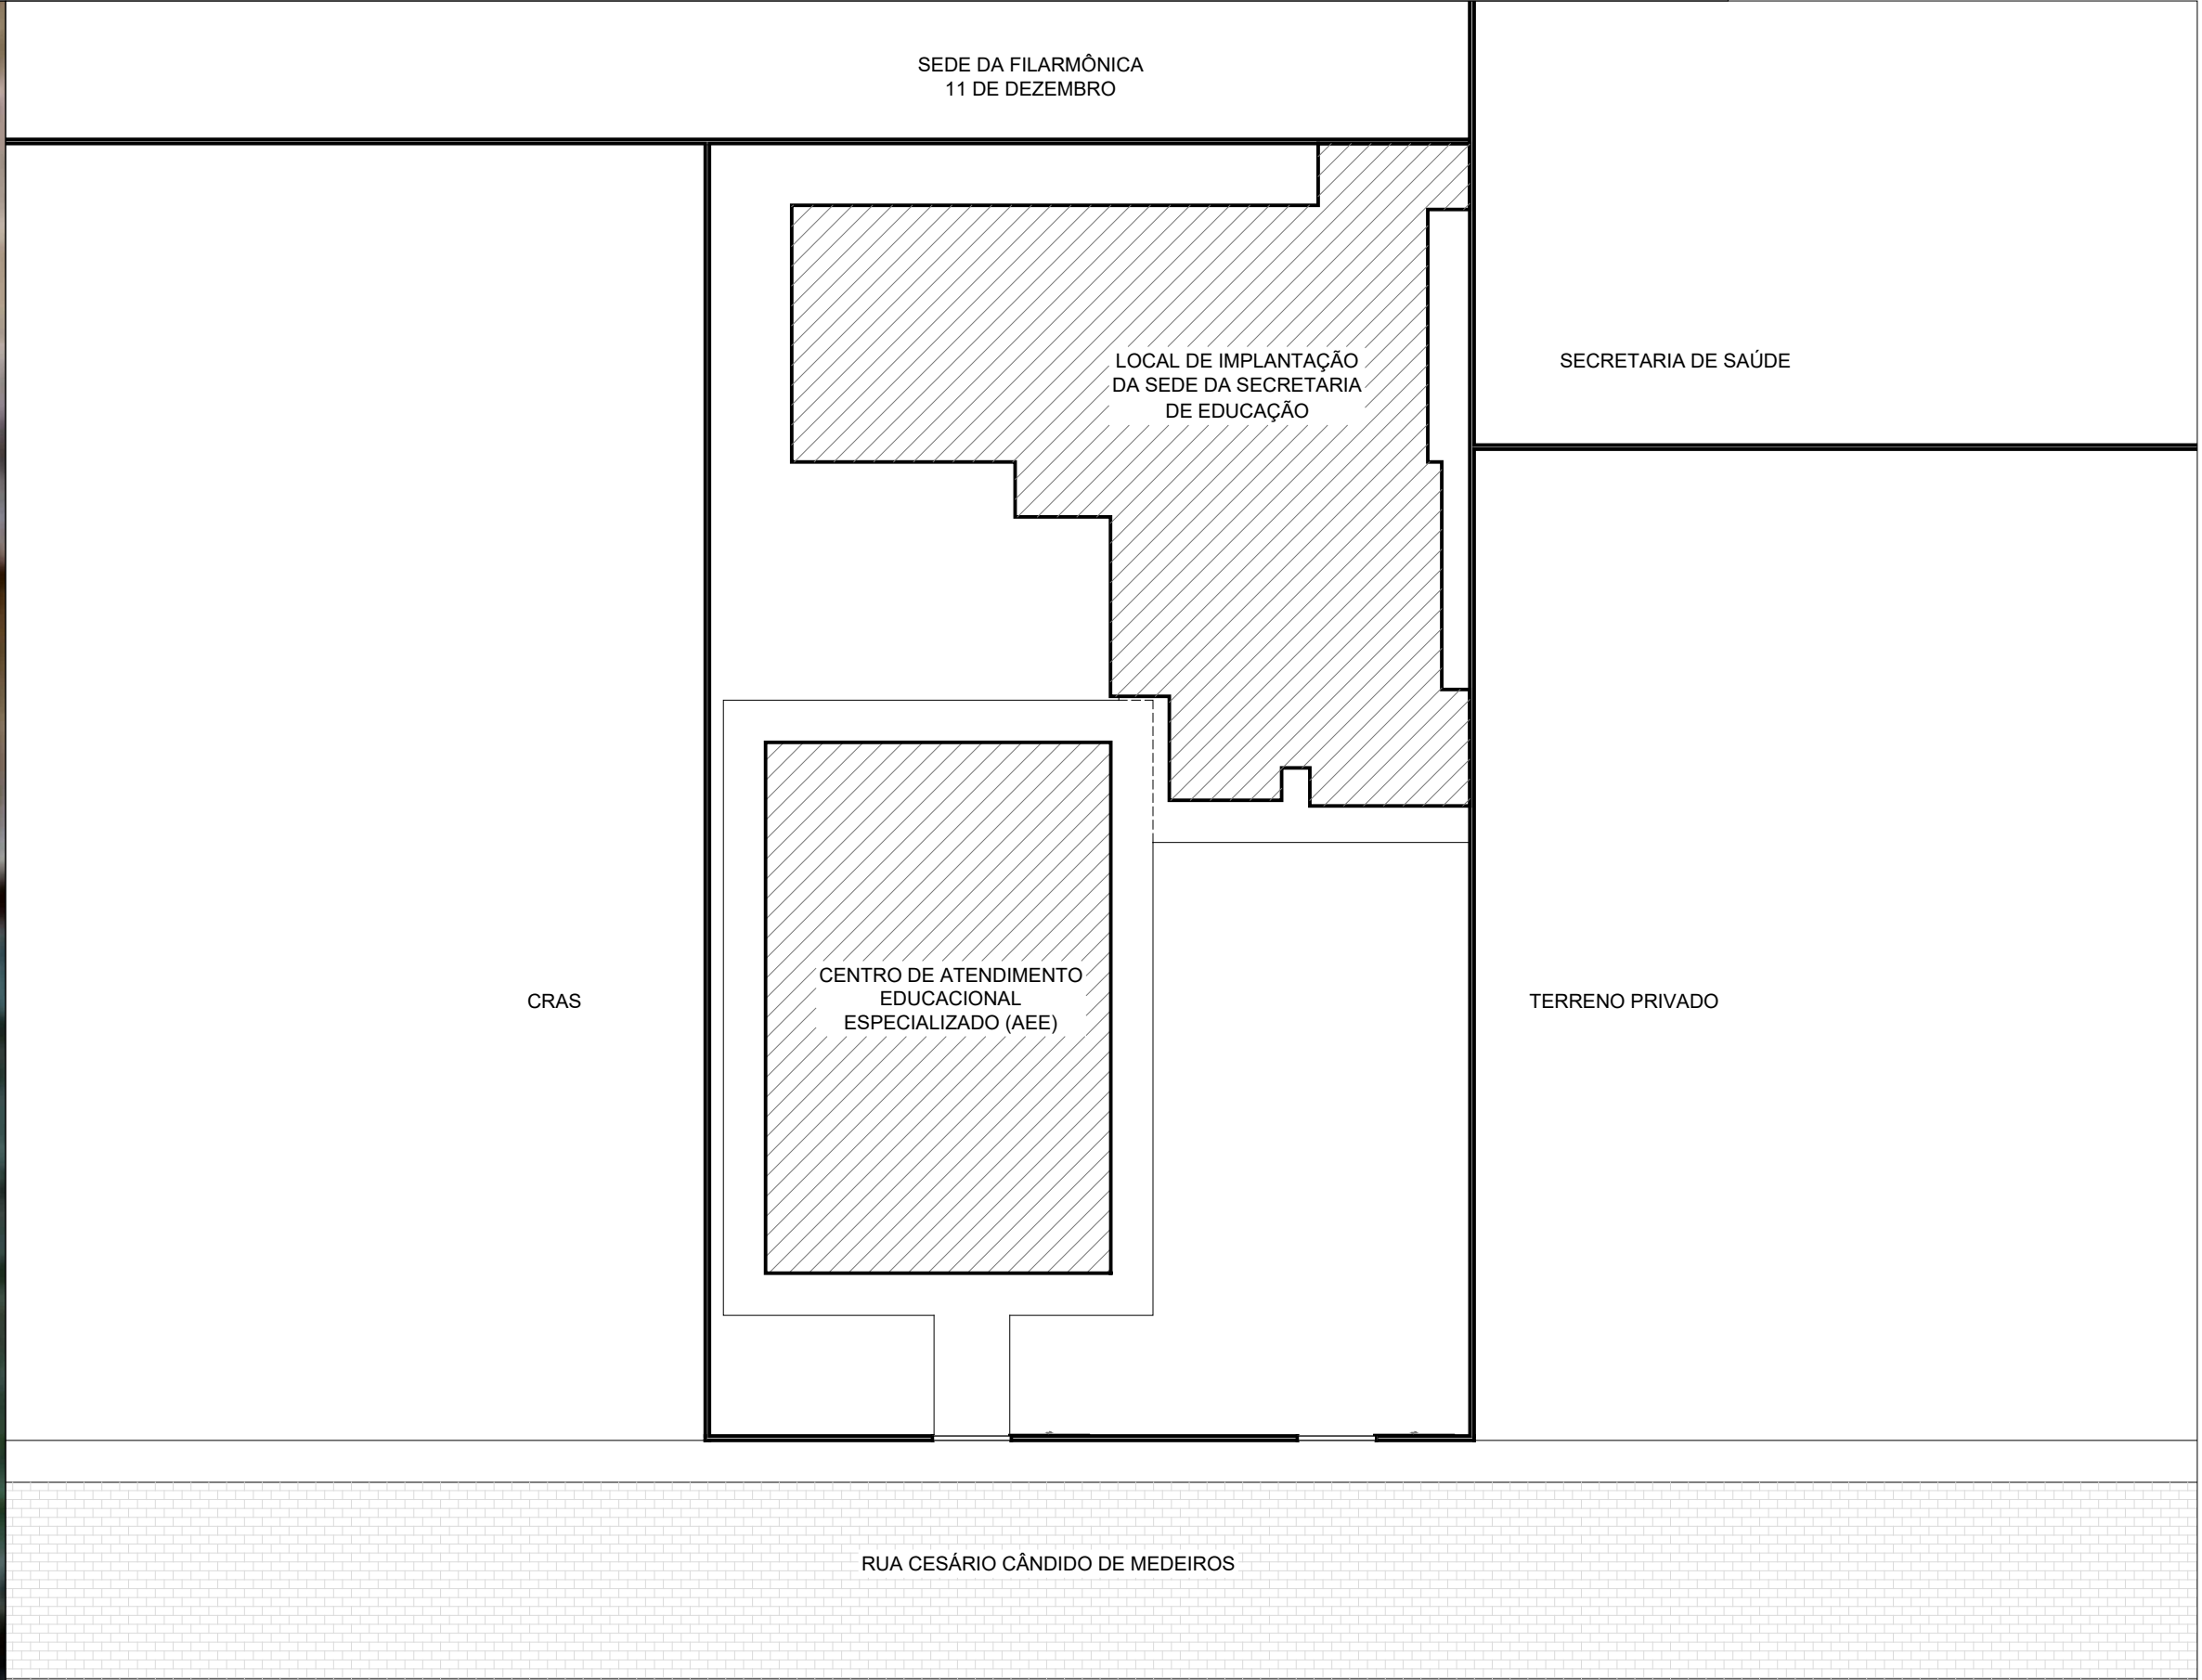 SEDE DA FILARMÔNICA
11 DE DEZEMBRO
LOCAL DE IMPLANTAÇÃO
DA SEDE DA SECRETARIA
DE EDUCAÇÃO
SECRETARIA DE SAÚDE
CENTRO DE ATENDIMENTO
EDUCACIONAL
ESPECIALIZADO (AEE)
CRAS
TERRENO PRIVADO
RUA CESÁRIO CÂNDIDO DE MEDEIROS